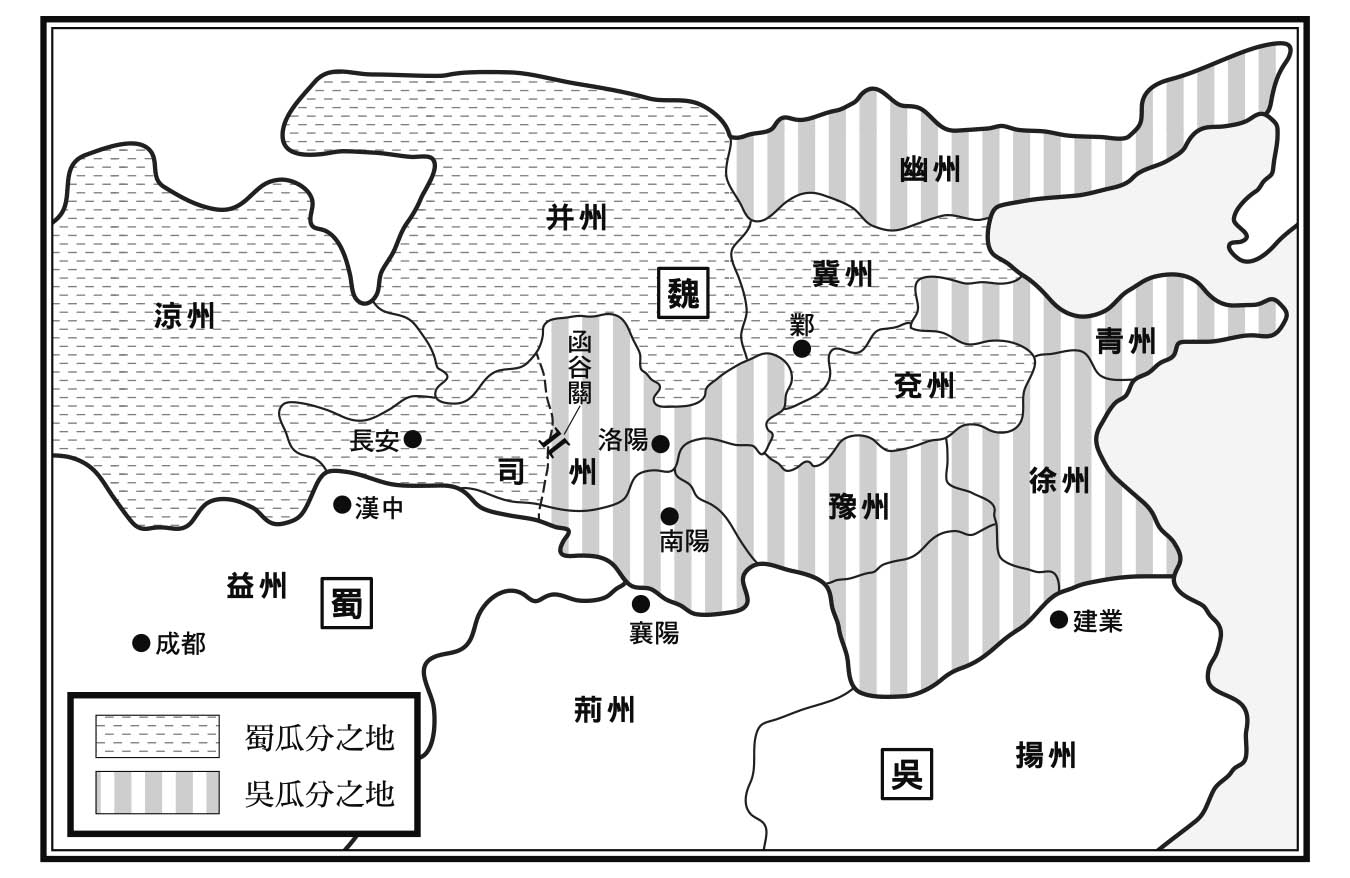 幽州
并州
冀州
魏
涼州
鄴
函谷關
青州
兗州
長安
洛陽
司州
徐州
豫州
漢中
南陽
益州
蜀
襄陽
建業
成都
荊州
揚州
吳
蜀瓜分之地
吳瓜分之地